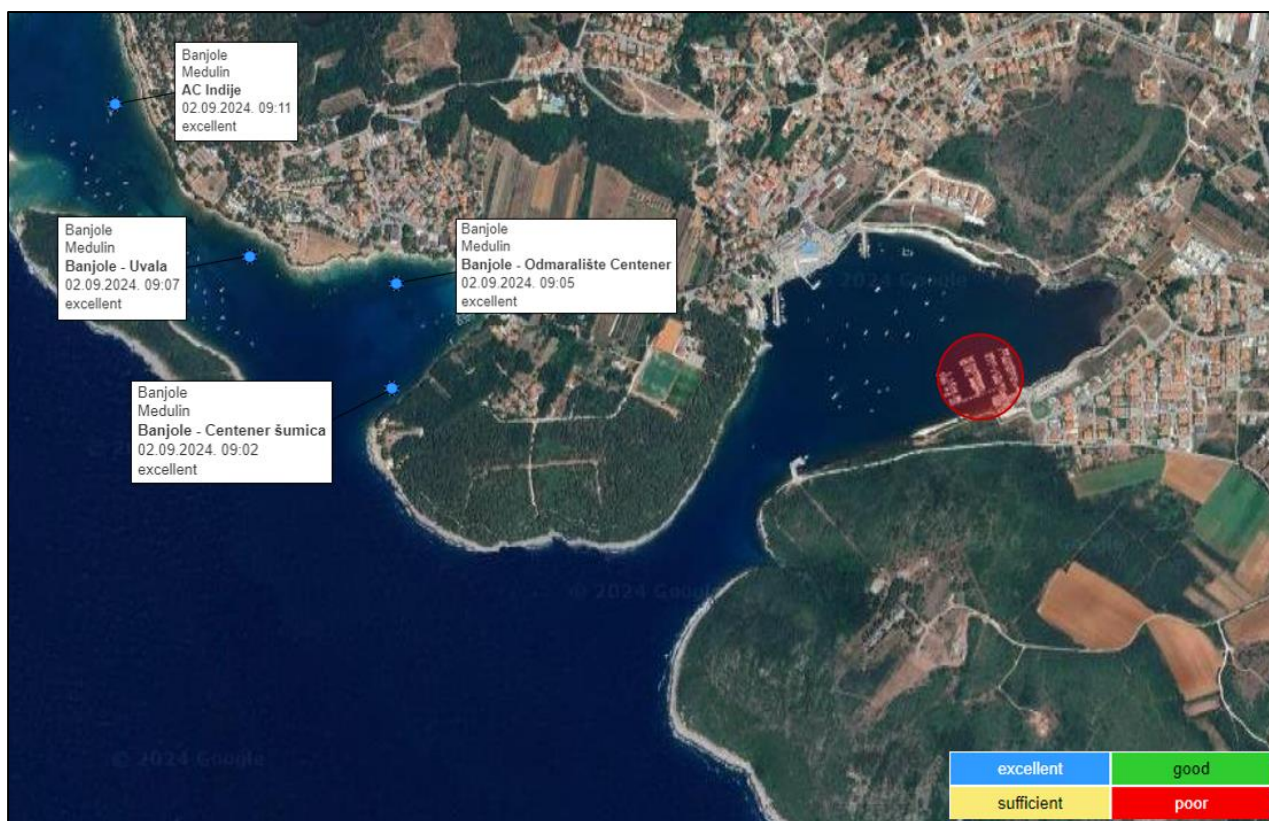 Banjole
Medulin
AC Indije
02.09.2024. 09:11
excellent
Banjole
Medulin
Banjole - Uvala
02.09.2024. 09:07
excellent
Banjole
Medulin
Banjole - Odmaralište Centener
02.09.2024. 09:05
excellent
Banjole
Medulin
Banjole - Centener šumica
02.09.2024. 09:02
excellent
© 2024 Google
© 2024 Google
© 2024 Google
excellent good
sufficient poor